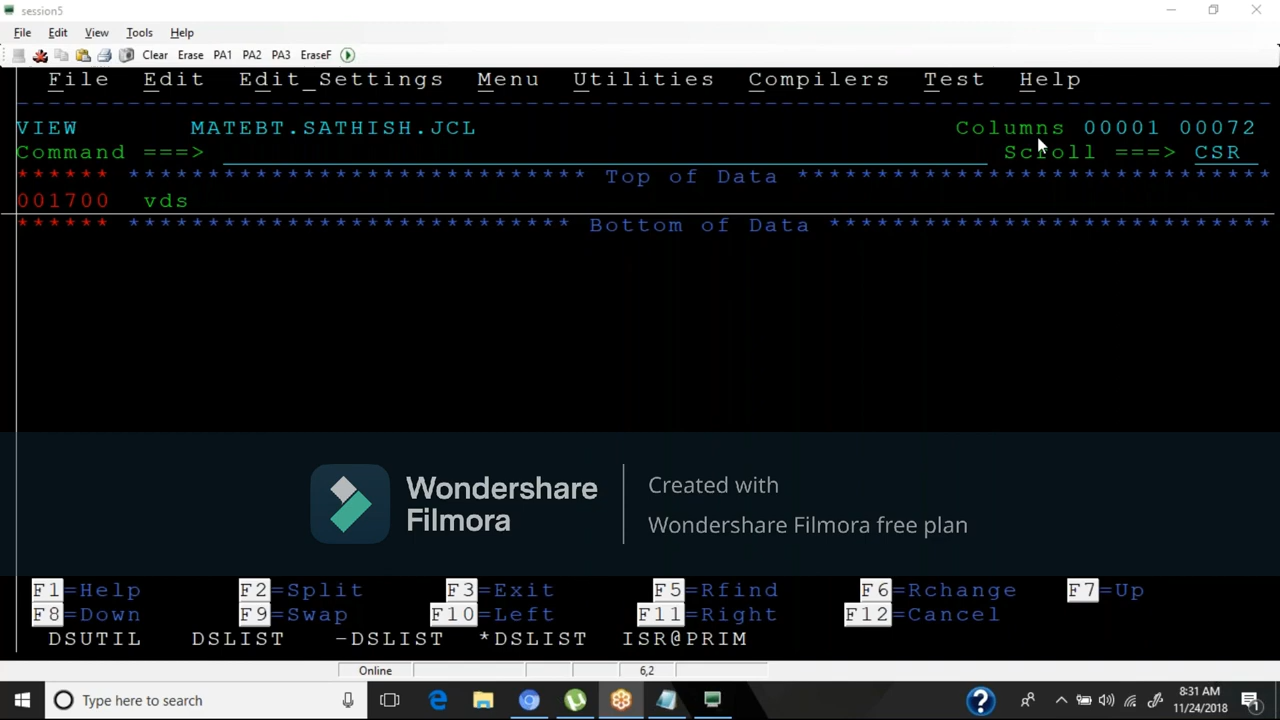 session5
File Edit View Tools Help
Clear Erase PA1 PA2 PA3 EraseF
File Edit Edit_Settings Menu Utilities Compilers Test Help
--------------------------------------------------------------------------------
VIEW MATEBT.SATHISH.JCL Columns 00001 00072
Command ===> Scroll ===> CSR
****** **************************** Top of Data ******************************
001700 vds
****** *************************** Bottom of Data ****************************
Wondershare
Filmora
Created with
Wondershare Filmora free plan
F1=Help F2=Split F3=Exit F5=Rfind F6=Rchange F7=Up
F8=Down F9=Swap F10=Left F11=Right F12=Cancel
DSUTIL DSLIST -DSLIST *DSLIST ISR@PRIM
Online 6,2
Type here to search
8:31 AM
11/24/2018
1